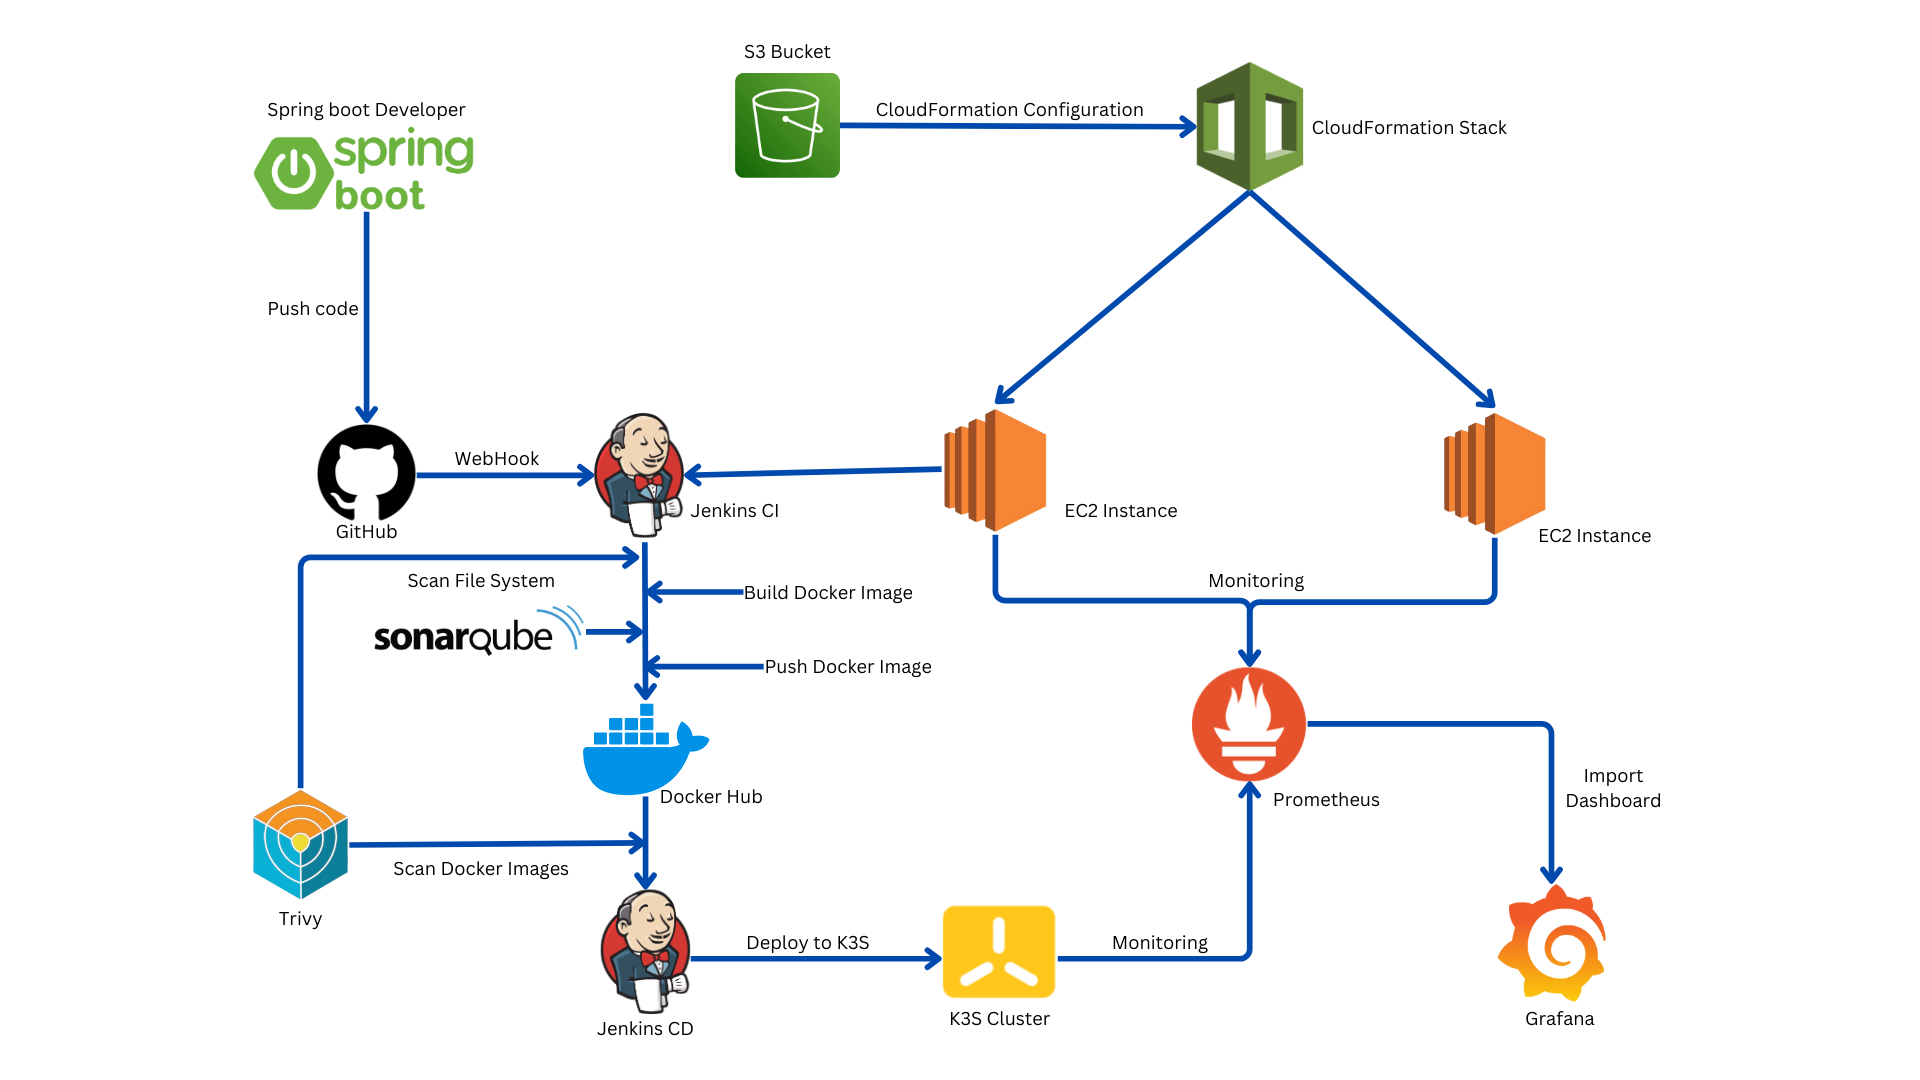 S3 Bucket
Spring boot Developer
CloudFormation Configuration
CloudFormation Stack
spring
boot
Push code
WebHook
Jenkins CI
EC2 Instance
GitHub
EC2 Instance
Scan File System
Monitoring
Build Docker Image
sonarqube
Push Docker Image
Docker Hub
Prometheus
Import
Dashboard
Scan Docker Images
Trivy
Deploy to K3S
Monitoring
K3S Cluster
Grafana
Jenkins CD